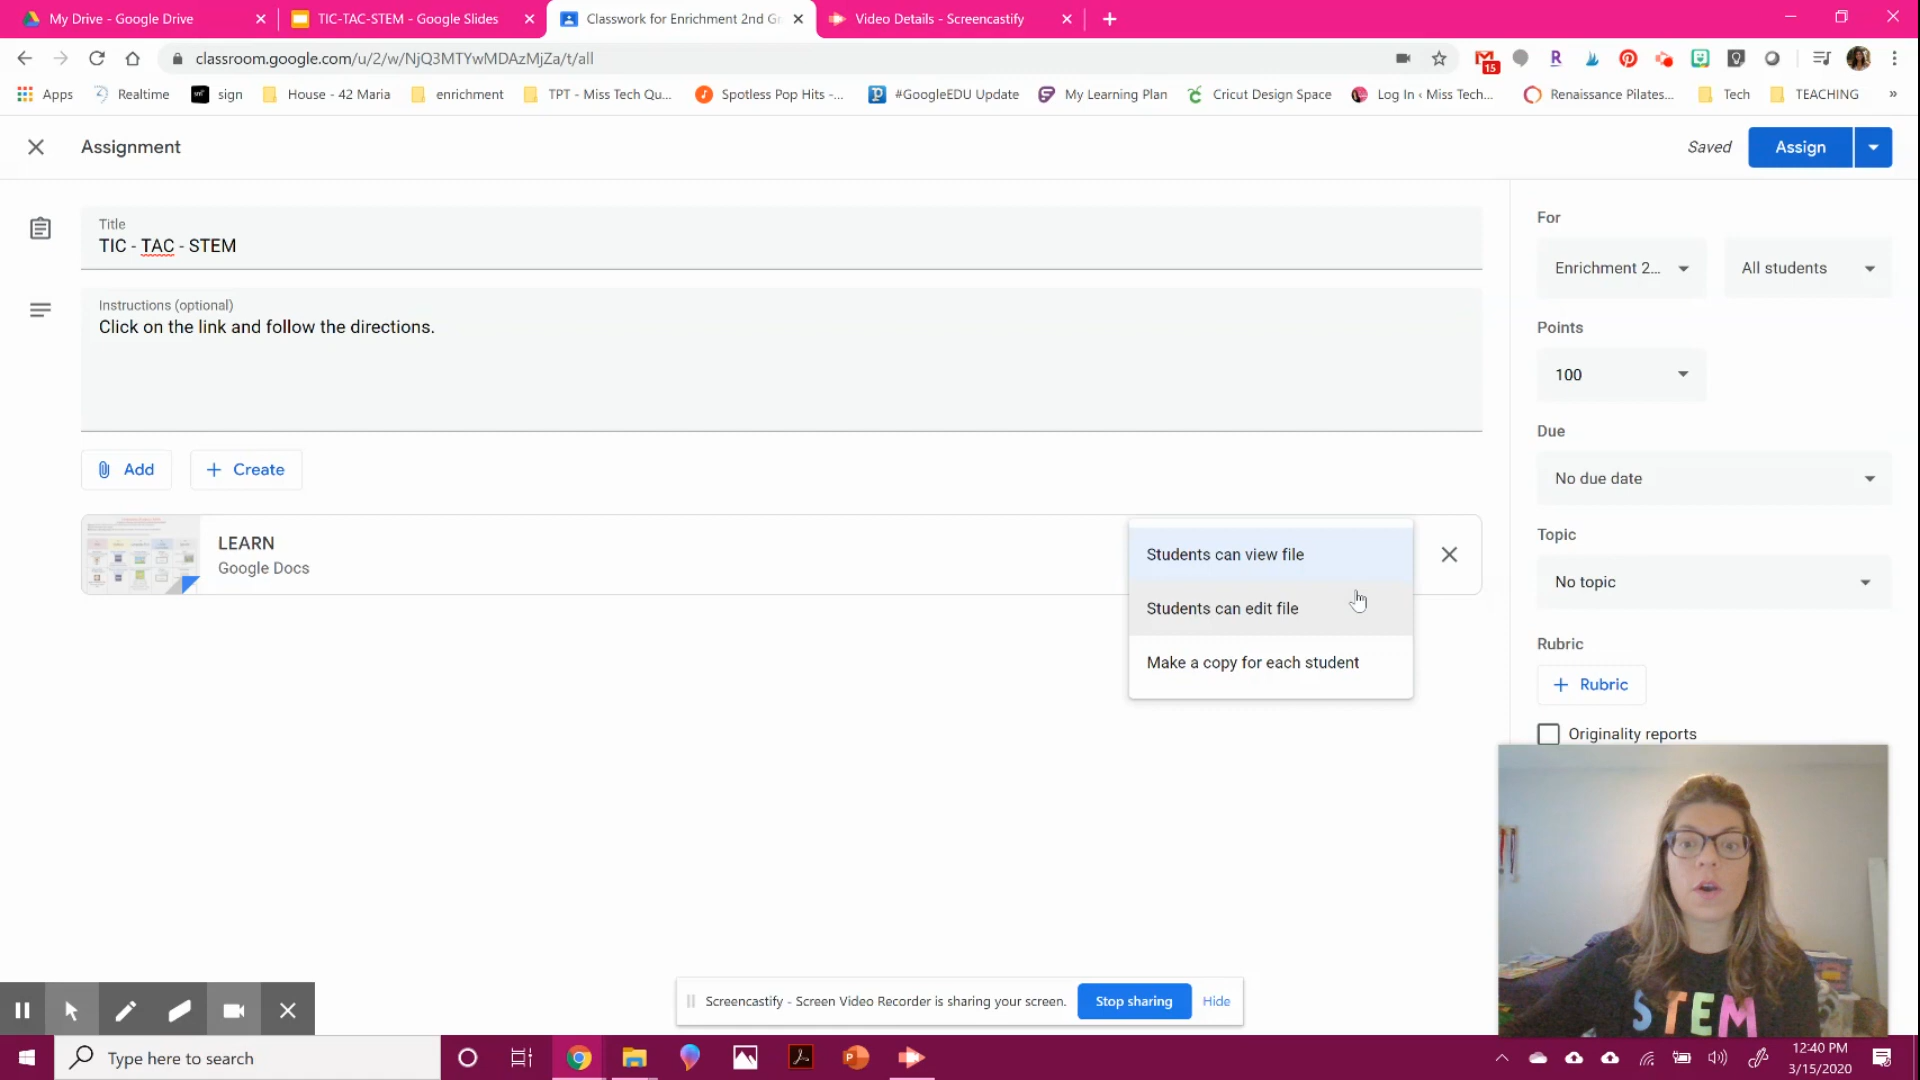 My Drive - Google Drive
TIC-TAC-STEM - Google Slides
Classwork for Enrichment 2nd Gr
Video Details - Screencastify
classroom.google.com/u/2/w/NjQ3MTYwMDAzMjZa/t/all
15
Apps
Realtime
sign
House - 42 Maria
enrichment
TPT - Miss Tech Qu...
Spotless Pop Hits -...
#GoogleEDU Update
My Learning Plan
Cricut Design Space
Log In ‹ Miss Tech...
Renaissance Pilates...
Tech
TEACHING
»
Assignment
Saved
Assign
Title
TIC - TAC - STEM
Instructions (optional)
Click on the link and follow the directions.
Add
Create
LEARN
Google Docs
Students can view file
Students can edit file
Make a copy for each student
For
Enrichment 2...
All students
Points
100
Due
No due date
Topic
No topic
Rubric
+ Rubric
Originality reports
STEM
Screencastify - Screen Video Recorder is sharing your screen.
Stop sharing
Hide
Type here to search
12:40 PM
3/15/2020